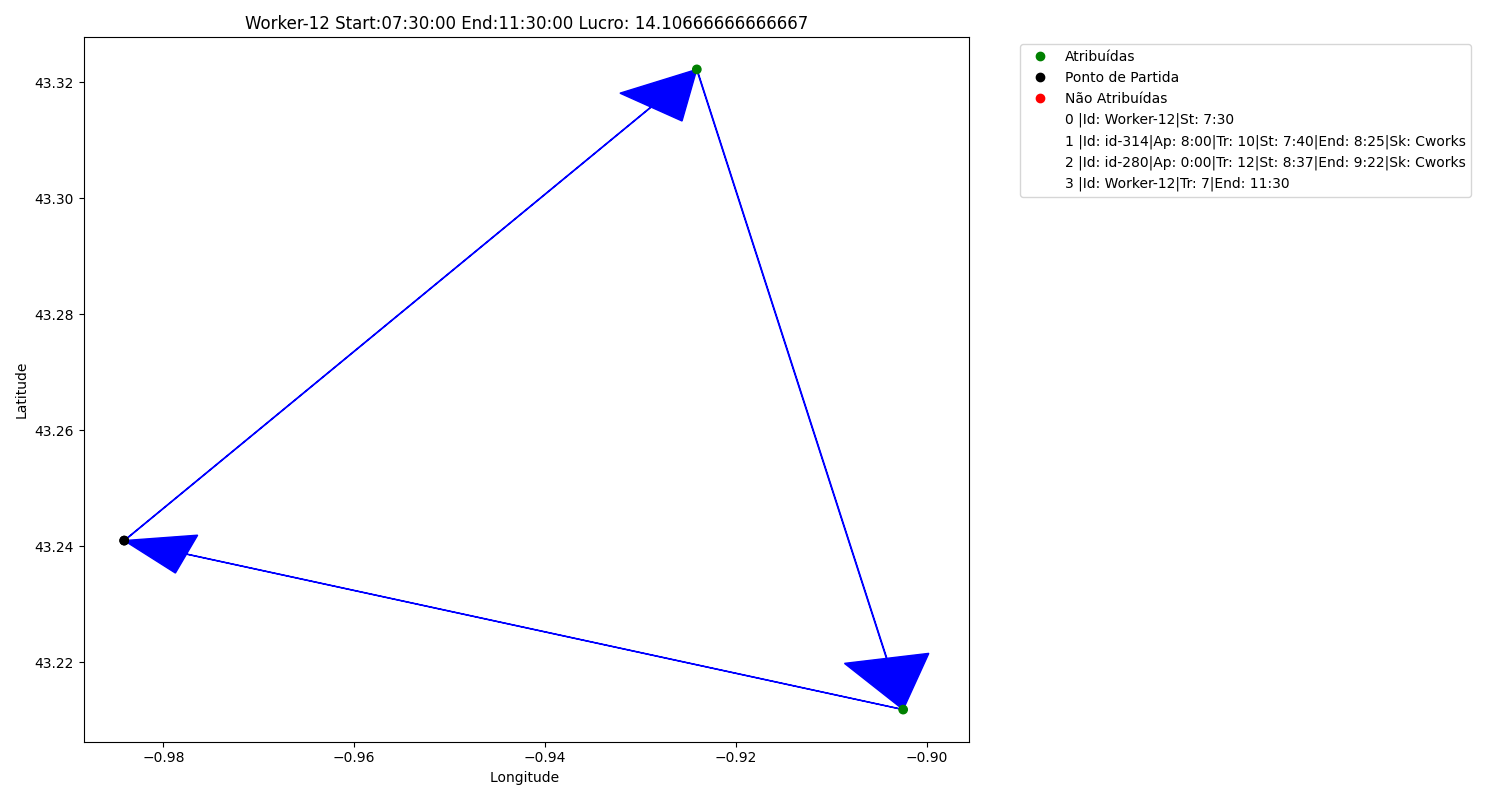 Worker-12 Start:07:30:00 End:11:30:00 Lucro: 14.10666666666667
Latitude
43.32
43.30
43.28
43.26
43.24
43.22
−0.98
−0.96
−0.94
−0.92
−0.90
Longitude
Atribuídas
Ponto de Partida
Não Atribuídas
0 |Id: Worker-12|St: 7:30
1 |Id: id-314|Ap: 8:00|Tr: 10|St: 7:40|End: 8:25|Sk: Cworks
2 |Id: id-280|Ap: 0:00|Tr: 12|St: 8:37|End: 9:22|Sk: Cworks
3 |Id: Worker-12|Tr: 7|End: 11:30